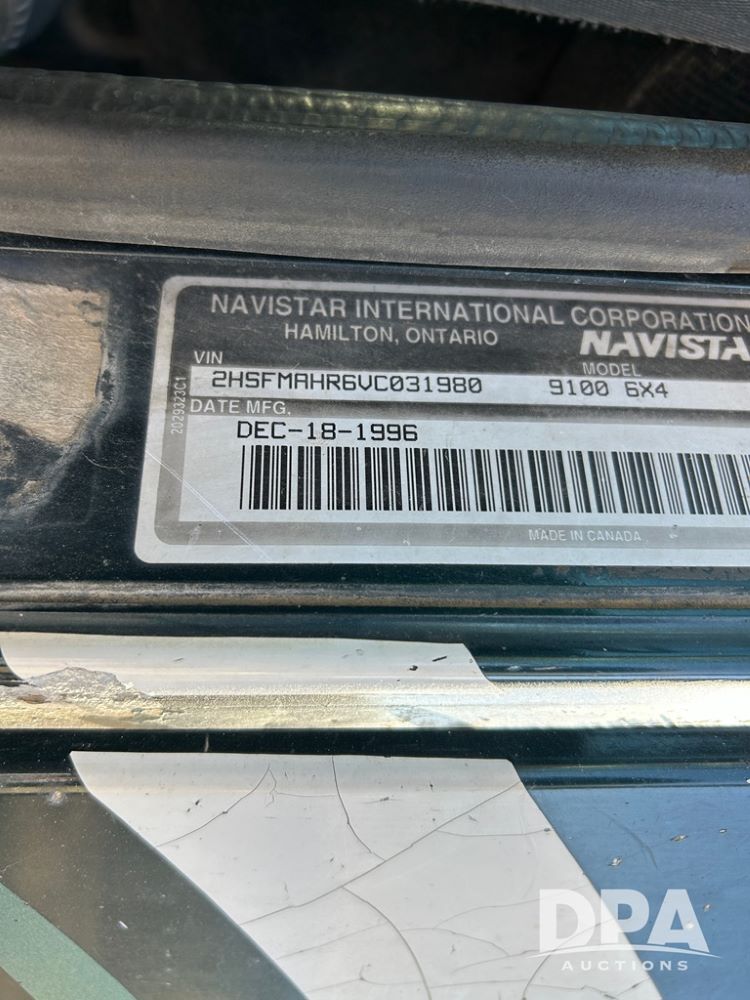 NAVISTAR INTERNATIONAL CORPORATION
HAMILTON, ONTARIO
NAVISTA
VIN
MODEL
2HSFMAHR6VC031980
9100 6X4
DATE MFG.
DEC-18-1996
2029323C1
MADE IN CANADA
DPA
AUCTIONS